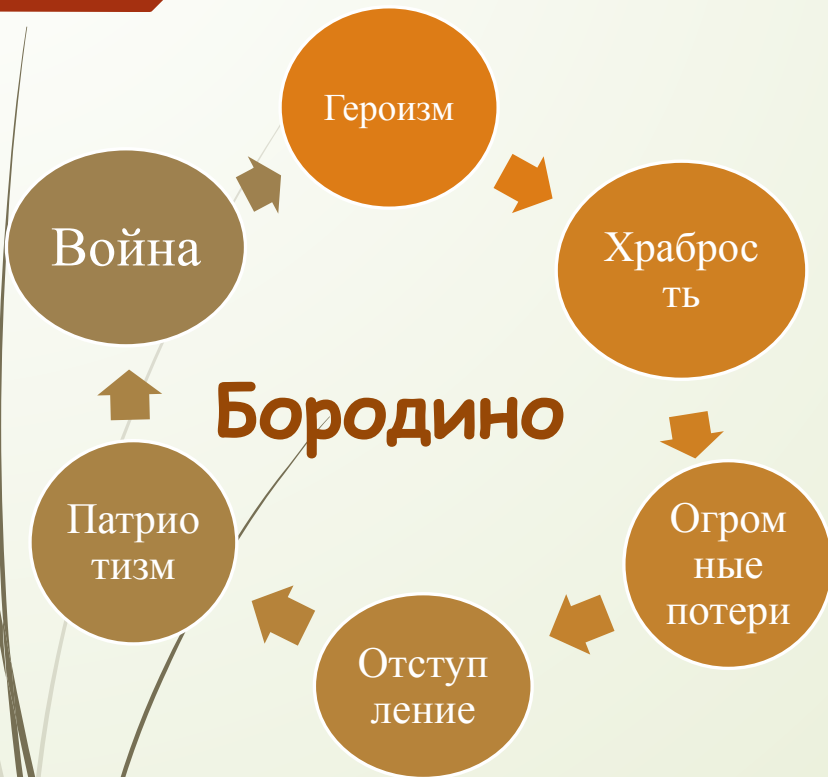 Героизм
Храброс
ть
Огром
ные
потери
Отступ
ление
Патрио
тизм
Война
Бородино